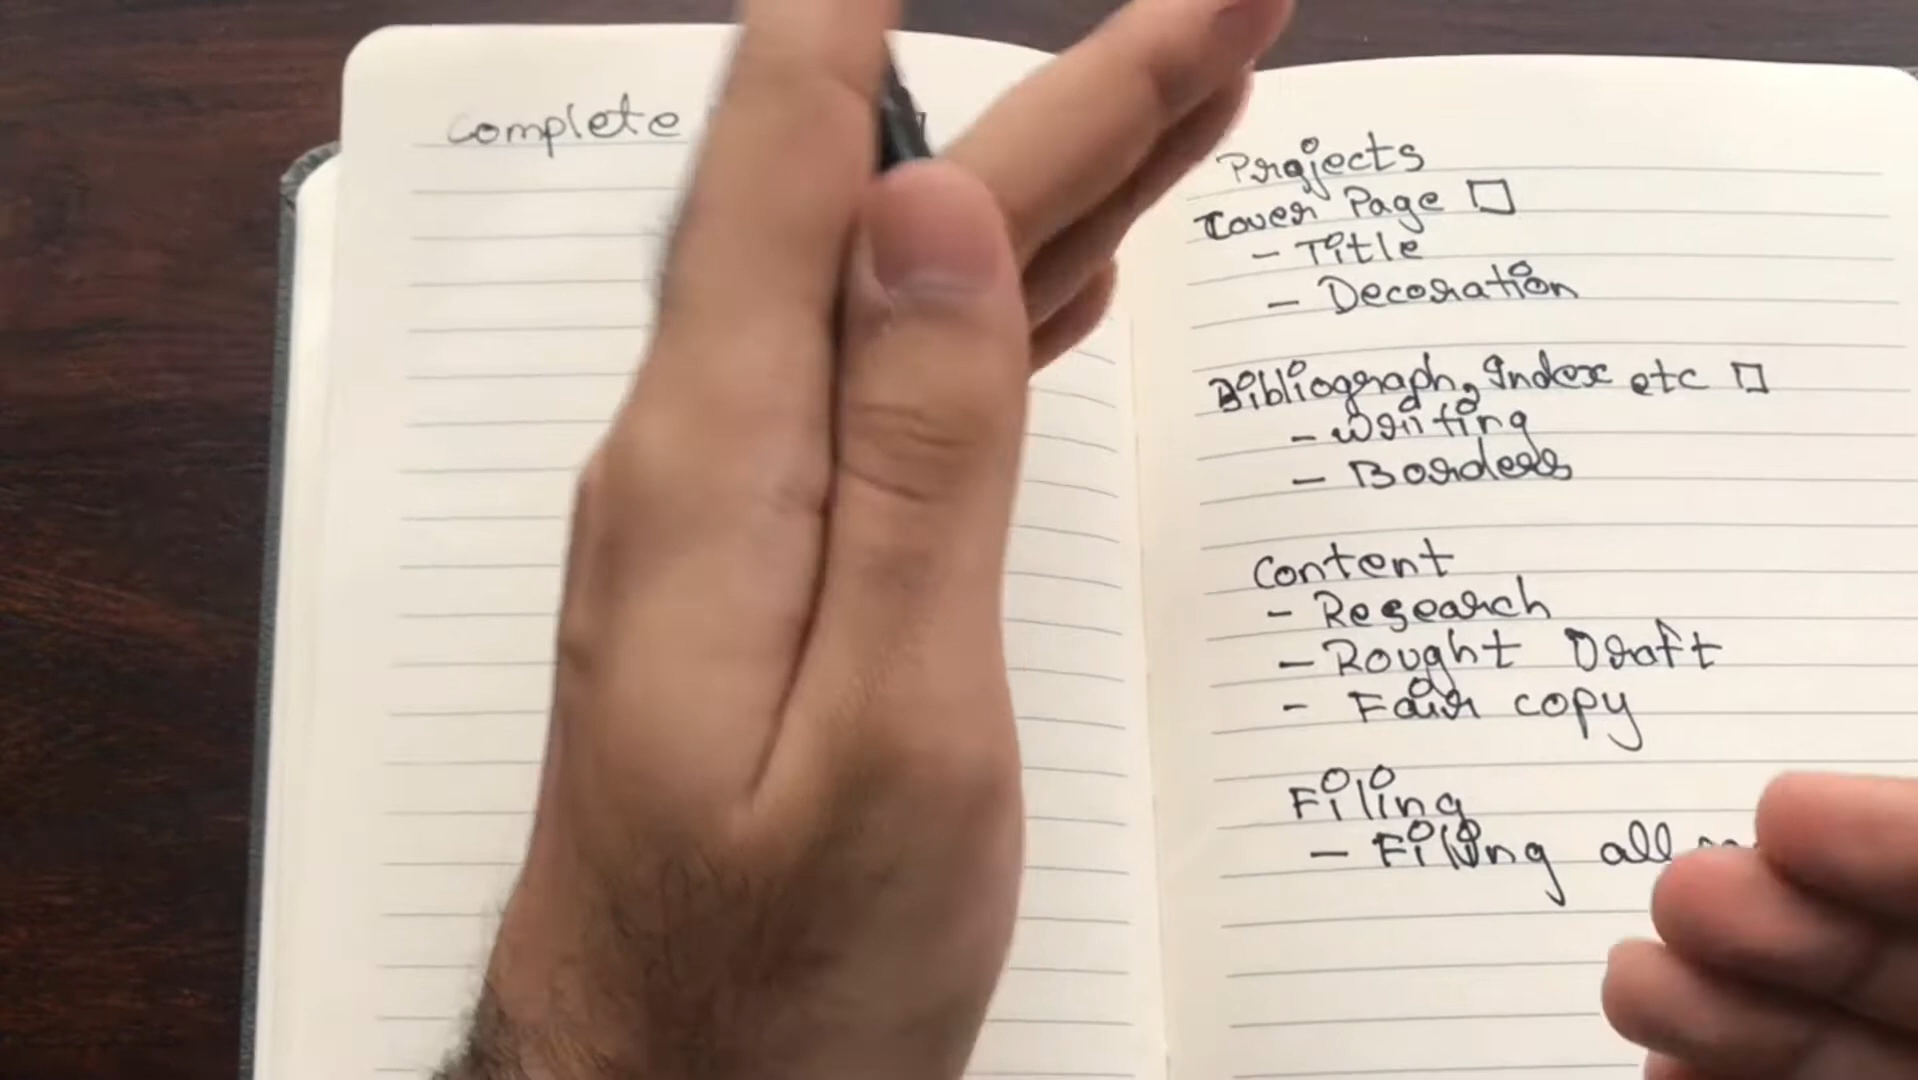 complete
Projects
Cover Page
- Title
- Decoration
Bibliography, Index etc
- Writing
- Borders
Content
- Research
- Rought Draft
- Fair copy
Filing
- Filing all